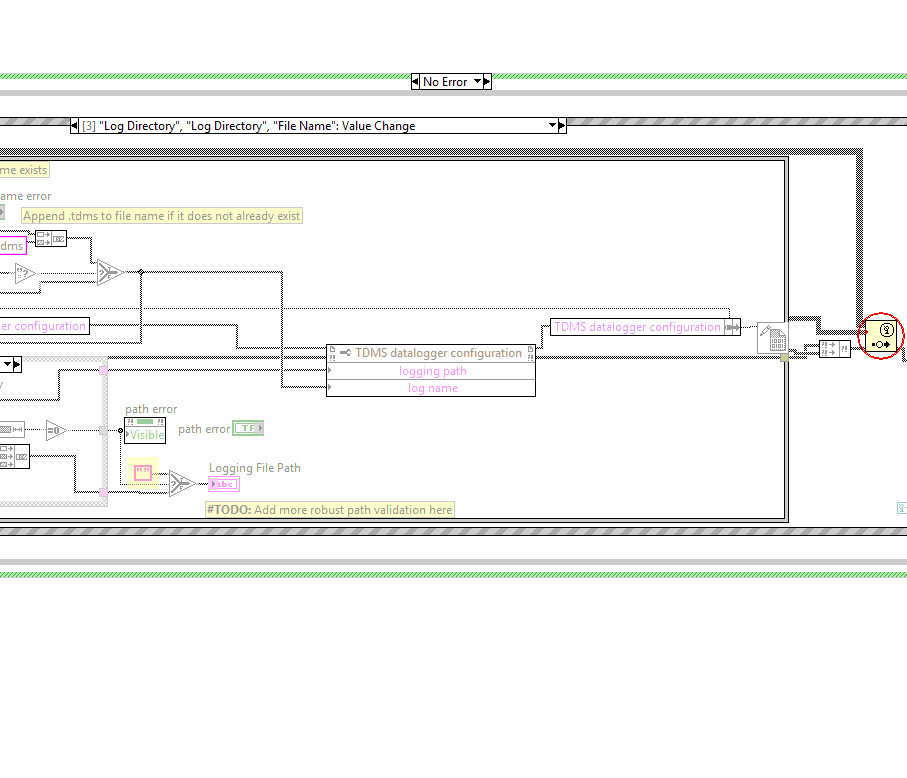 No Error
[3] "Log Directory", "Log Directory", "File Name": Value Change
me exists
ame error
Append .tdms to file name if it does not already exist
dms
er configuration
TDMS datalogger configuration
TDMS datalogger configuration
logging path
log name
path error
Visible
path error
TF
=0
Logging File Path
abc
#TODO: Add more robust path validation here